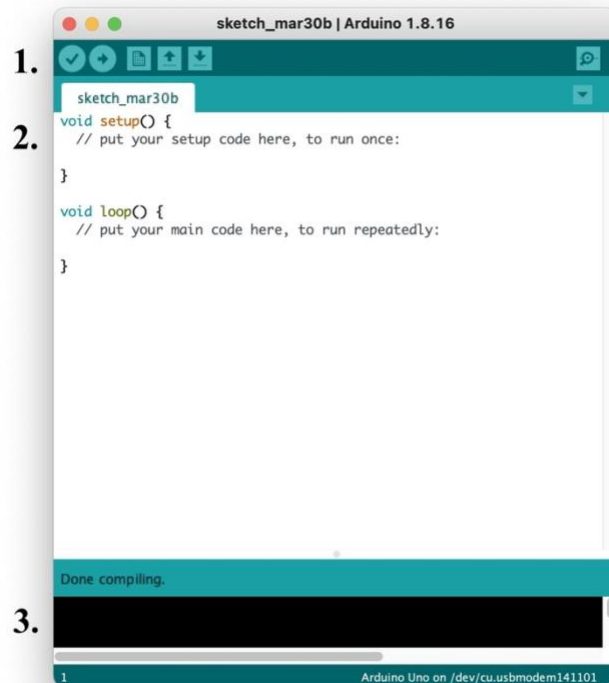 sketch_mar30b | Arduino 1.8.16
1.
sketch_mar30b
2.
void setup() {
// put your setup code here, to run once:
}
void loop() {
// put your main code here, to run repeatedly:
}
Done compiling.
3.
1
Arduino Uno on /dev/cu.usbmodem141101